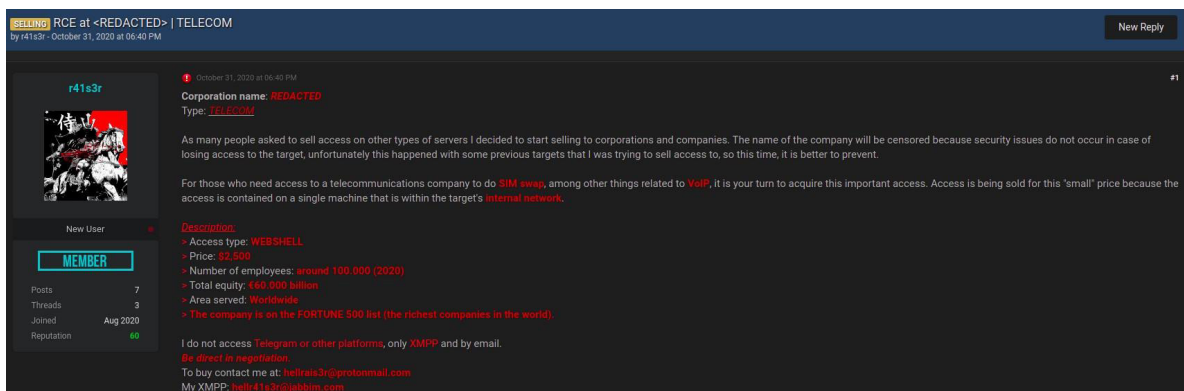 SELLING RCE at <REDACTED> | TELECOM
by r41s3r - October 31, 2020 at 06:40 PM
New Reply
r41s3r
侍
New User
MEMBER
Posts 7
Threads 3
Joined Aug 2020
Reputation 60
October 31, 2020 at 06:40 PM
#1
Corporation name: REDACTED
Type: TELECOM
As many people asked to sell access on other types of servers I decided to start selling to corporations and companies. The name of the company will be censored because security issues do not occur in case of
losing access to the target, unfortunately this happened with some previous targets that I was trying to sell access to, so this time, it is better to prevent.
For those who need access to a telecommunications company to do SIM swap, among other things related to VoIP, it is your turn to acquire this important access. Access is being sold for this "small" price because the
access is contained on a single machine that is within the target's internal network.
Description:
> Access type: WEBSHELL
> Price: $2,500
> Number of employees: around 100.000 (2020)
> Total equity: €60.000 billion
> Area served: Worldwide
> The company is on the FORTUNE 500 list (the richest companies in the world).
I do not access Telegram or other platforms, only XMPP and by email.
Be direct in negotiation.
To buy contact me at: hellrais3r@protonmail.com
My XMPP: hellr41s3r@jabbim.com